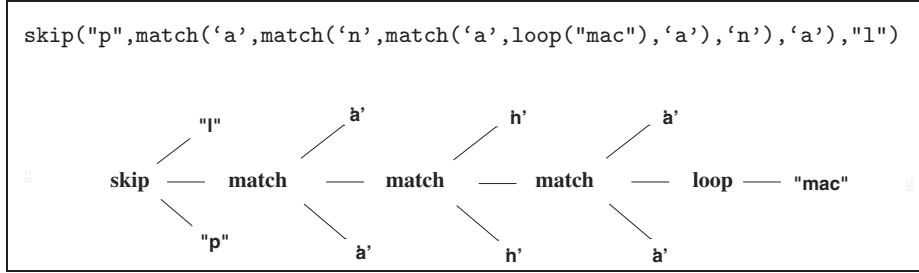 skip("p",match(‘a’,match(‘n’,match(‘a’,loop("mac"),‘a’),‘n’),‘a’),"l")
"l" ‘a’ ‘n’ ‘a’
skip match match match loop "mac"
"p" ‘a’ ‘n’ ‘a’